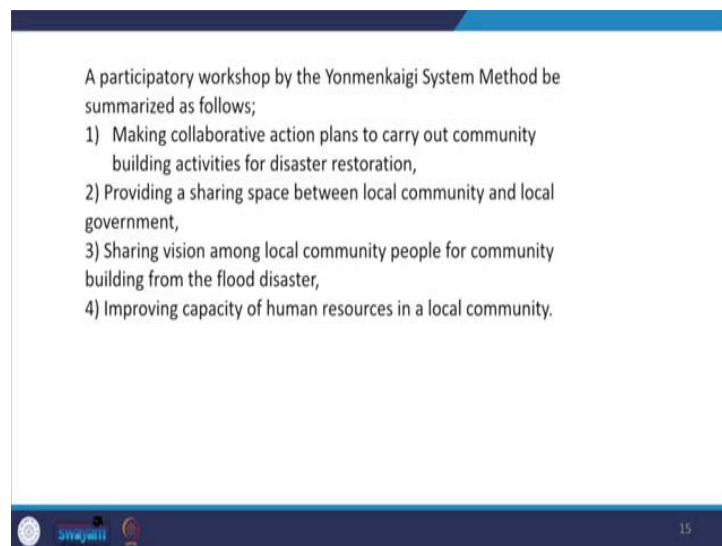 A participatory workshop by the Yonmenkaigi System Method be
summarized as follows;
1) Making collaborative action plans to carry out community
building activities for disaster restoration,
2) Providing a sharing space between local community and local
government,
3) Sharing vision among local community people for community
building from the flood disaster,
4) Improving capacity of human resources in a local community.
swayam
15